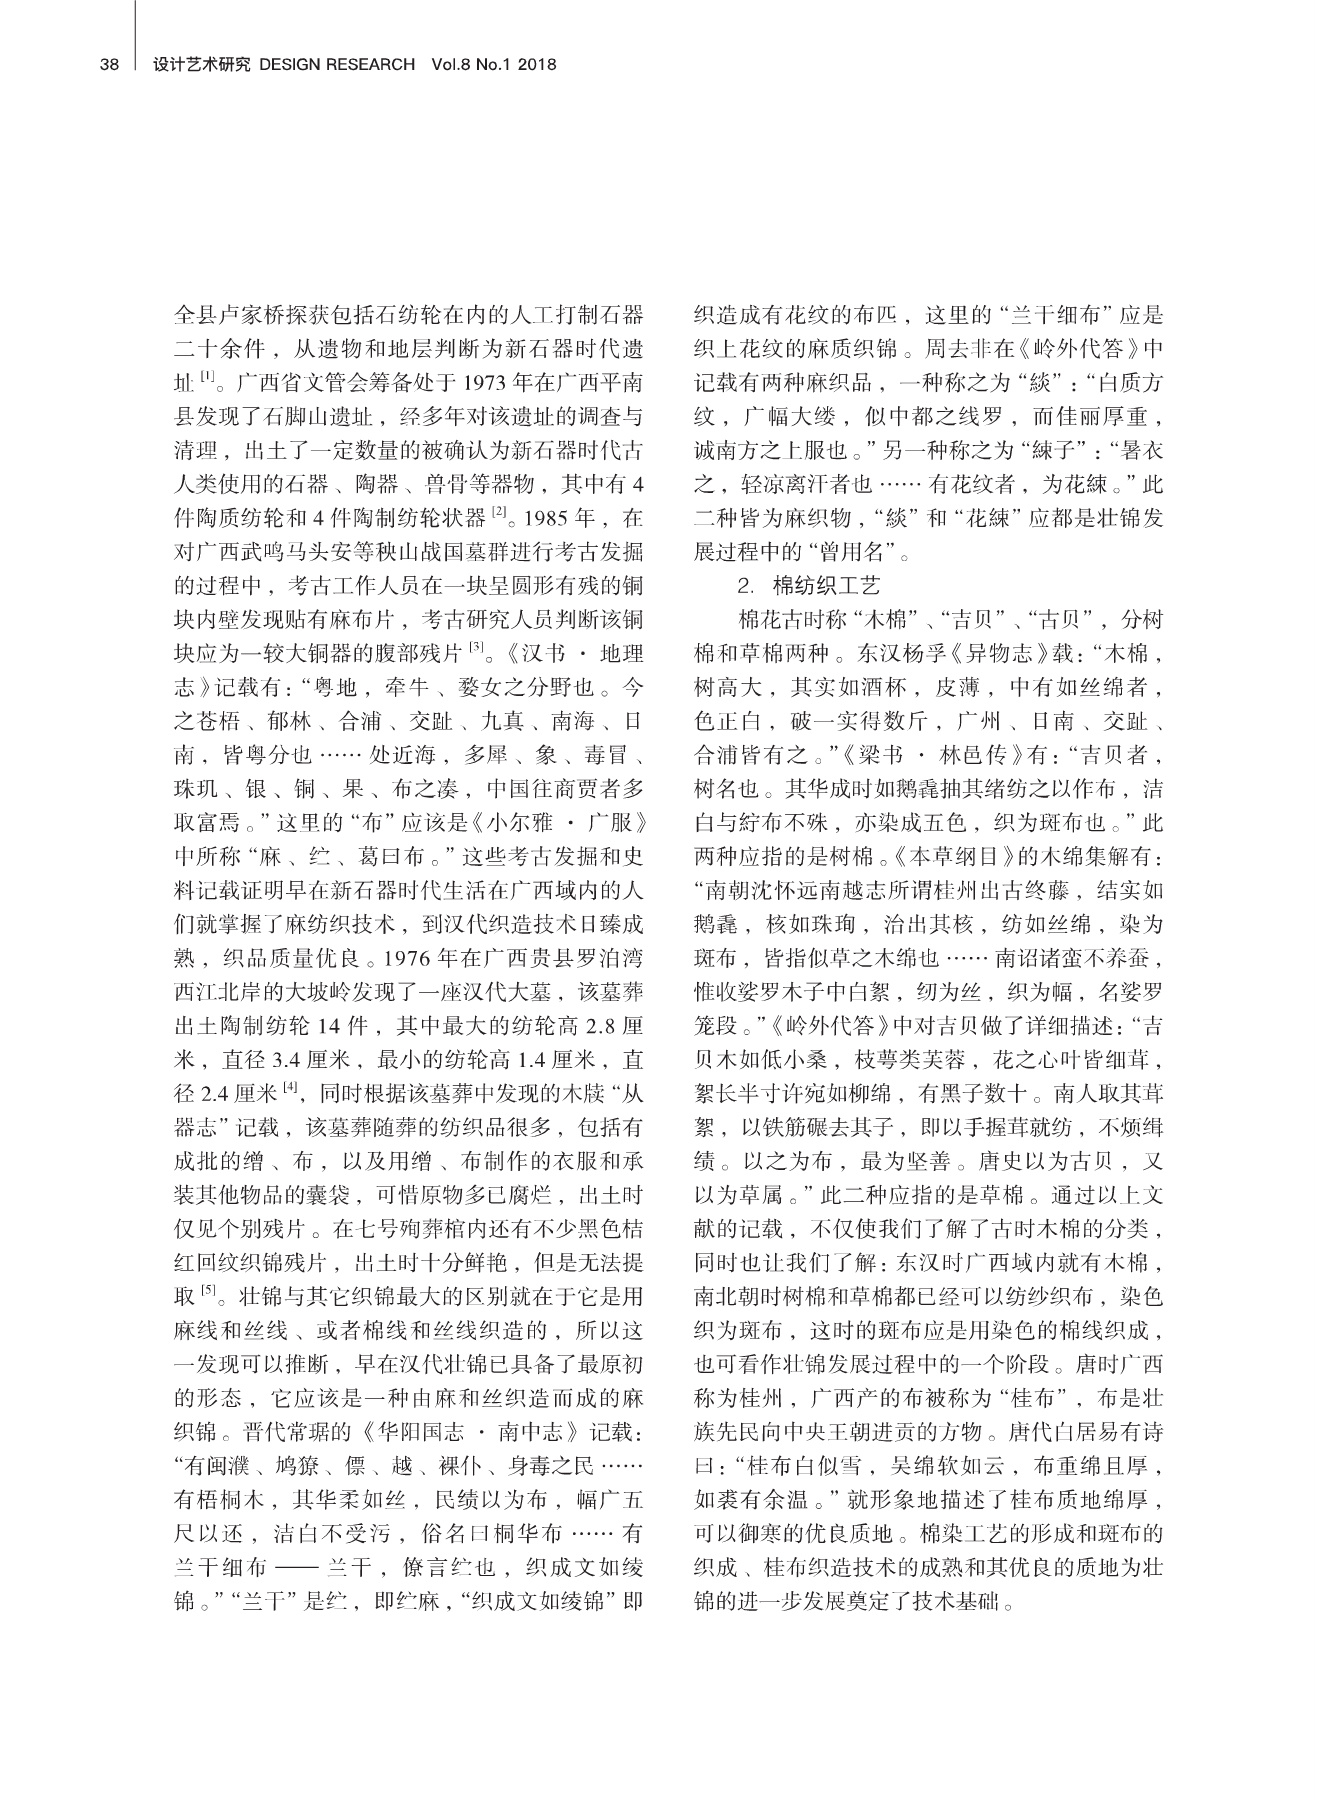 38 设计艺术研究 DESIGN RESEARCH Vol.8 No.1 2018
全县卢家桥探获包括石纺轮在内的人工打制石器
二十余件，从遗物和地层判断为新石器时代遗
址[1]。广西省文管会筹备处于 1973 年在广西平南
县发现了石脚山遗址，经多年对该遗址的调查与
清理，出土了一定数量的被确认为新石器时代古
人类使用的石器、陶器、兽骨等器物，其中有 4
件陶质纺轮和 4 件陶制纺轮状器[2]。1985 年，在
对广西武鸣马头安等秧山战国墓群进行考古发掘
的过程中，考古工作人员在一块呈圆形有残的铜
块内壁发现贴有麻布片，考古研究人员判断该铜
块应为一较大铜器的腹部残片[3]。《汉书 · 地理
志》记载有：“粤地，牵牛、婺女之分野也。今
之苍梧、郁林、合浦、交趾、九真、南海、日
南，皆粤分也 …… 处近海，多犀、象、毒冒、
珠玑、银、铜、果、布之凑，中国往商贾者多
取富焉。”这里的“布”应该是《小尔雅 · 广服》
中所称“麻、纻、葛曰布。”这些考古发掘和史
料记载证明早在新石器时代生活在广西域内的人
们就掌握了麻纺织技术，到汉代织造技术日臻成
熟，织品质量优良。1976 年在广西贵县罗泊湾
西江北岸的大坡岭发现了一座汉代大墓，该墓葬
出土陶制纺轮 14 件，其中最大的纺轮高 2.8 厘
米，直径 3.4 厘米，最小的纺轮高 1.4 厘米，直
径 2.4 厘米[4]，同时根据该墓葬中发现的木牍“从
器志”记载，该墓葬随葬的纺织品很多，包括有
成批的缯、布，以及用缯、布制作的衣服和承
装其他物品的囊袋，可惜原物多已腐烂，出土时
仅见个别残片。在七号殉葬棺内还有不少黑色桔
红回纹织锦残片，出土时十分鲜艳，但是无法提
取[5]。壮锦与其它织锦最大的区别就在于它是用
麻线和丝线、或者棉线和丝线织造的，所以这
一发现可以推断，早在汉代壮锦已具备了最原初
的形态，它应该是一种由麻和丝织造而成的麻
织锦。晋代常琚的《华阳国志 · 南中志》记载：
“有闽濮、鸠獠、僄、越、裸仆、身毒之民 ……
有梧桐木，其华柔如丝，民绩以为布，幅广五
尺以还，洁白不受污，俗名曰桐华布 …… 有
兰干细布 —— 兰干，僚言纻也，织成文如绫
锦。”“兰干”是纻，即纻麻，“织成文如绫锦”即
织造成有花纹的布匹，这里的“兰干细布”应是
织上花纹的麻质织锦。周去非在《岭外代答》中
记载有两种麻织品，一种称之为“緂”：“白质方
纹，广幅大缕，似中都之线罗，而佳丽厚重，
诚南方之上服也。”另一种称之为“練子”：“暑衣
之，轻凉离汗者也 …… 有花纹者，为花練。”此
二种皆为麻织物，“緂”和“花練”应都是壮锦发
展过程中的“曾用名”。
2. 棉纺织工艺
棉花古时称“木棉”、“吉贝”、“古贝”，分树
棉和草棉两种。东汉杨孚《异物志》载：“木棉，
树高大，其实如酒杯，皮薄，中有如丝绵者，
色正白，破一实得数斤，广州、日南、交趾、
合浦皆有之。”《梁书 · 林邑传》有：“吉贝者，
树名也。其华成时如鹅毳抽其绪纺之以作布，洁
白与紵布不殊，亦染成五色，织为斑布也。”此
两种应指的是树棉。《本草纲目》的木绵集解有：
“南朝沈怀远南越志所谓桂州出古终藤，结实如
鹅毳，核如珠珣，治出其核，纺如丝绵，染为
斑布，皆指似草之木绵也 …… 南诏诸蛮不养蚕，
惟收娑罗木子中白絮，纫为丝，织为幅，名娑罗
笼段。”《岭外代答》中对吉贝做了详细描述：“吉
贝木如低小桑，枝萼类芙蓉，花之心叶皆细茸，
絮长半寸许宛如柳绵，有黑子数十。南人取其茸
絮，以铁筋碾去其子，即以手握茸就纺，不烦缉
绩。以之为布，最为坚善。唐史以为古贝，又
以为草属。”此二种应指的是草棉。通过以上文
献的记载，不仅使我们了解了古时木棉的分类，
同时也让我们了解：东汉时广西域内就有木棉，
南北朝时树棉和草棉都已经可以纺纱织布，染色
织为斑布，这时的斑布应是用染色的棉线织成，
也可看作壮锦发展过程中的一个阶段。唐时广西
称为桂州，广西产的布被称为“桂布”，布是壮
族先民向中央王朝进贡的方物。唐代白居易有诗
曰：“桂布白似雪，吴绵软如云，布重绵且厚，
如裘有余温。”就形象地描述了桂布质地绵厚，
可以御寒的优良质地。棉染工艺的形成和斑布的
织成、桂布织造技术的成熟和其优良的质地为壮
锦的进一步发展奠定了技术基础。